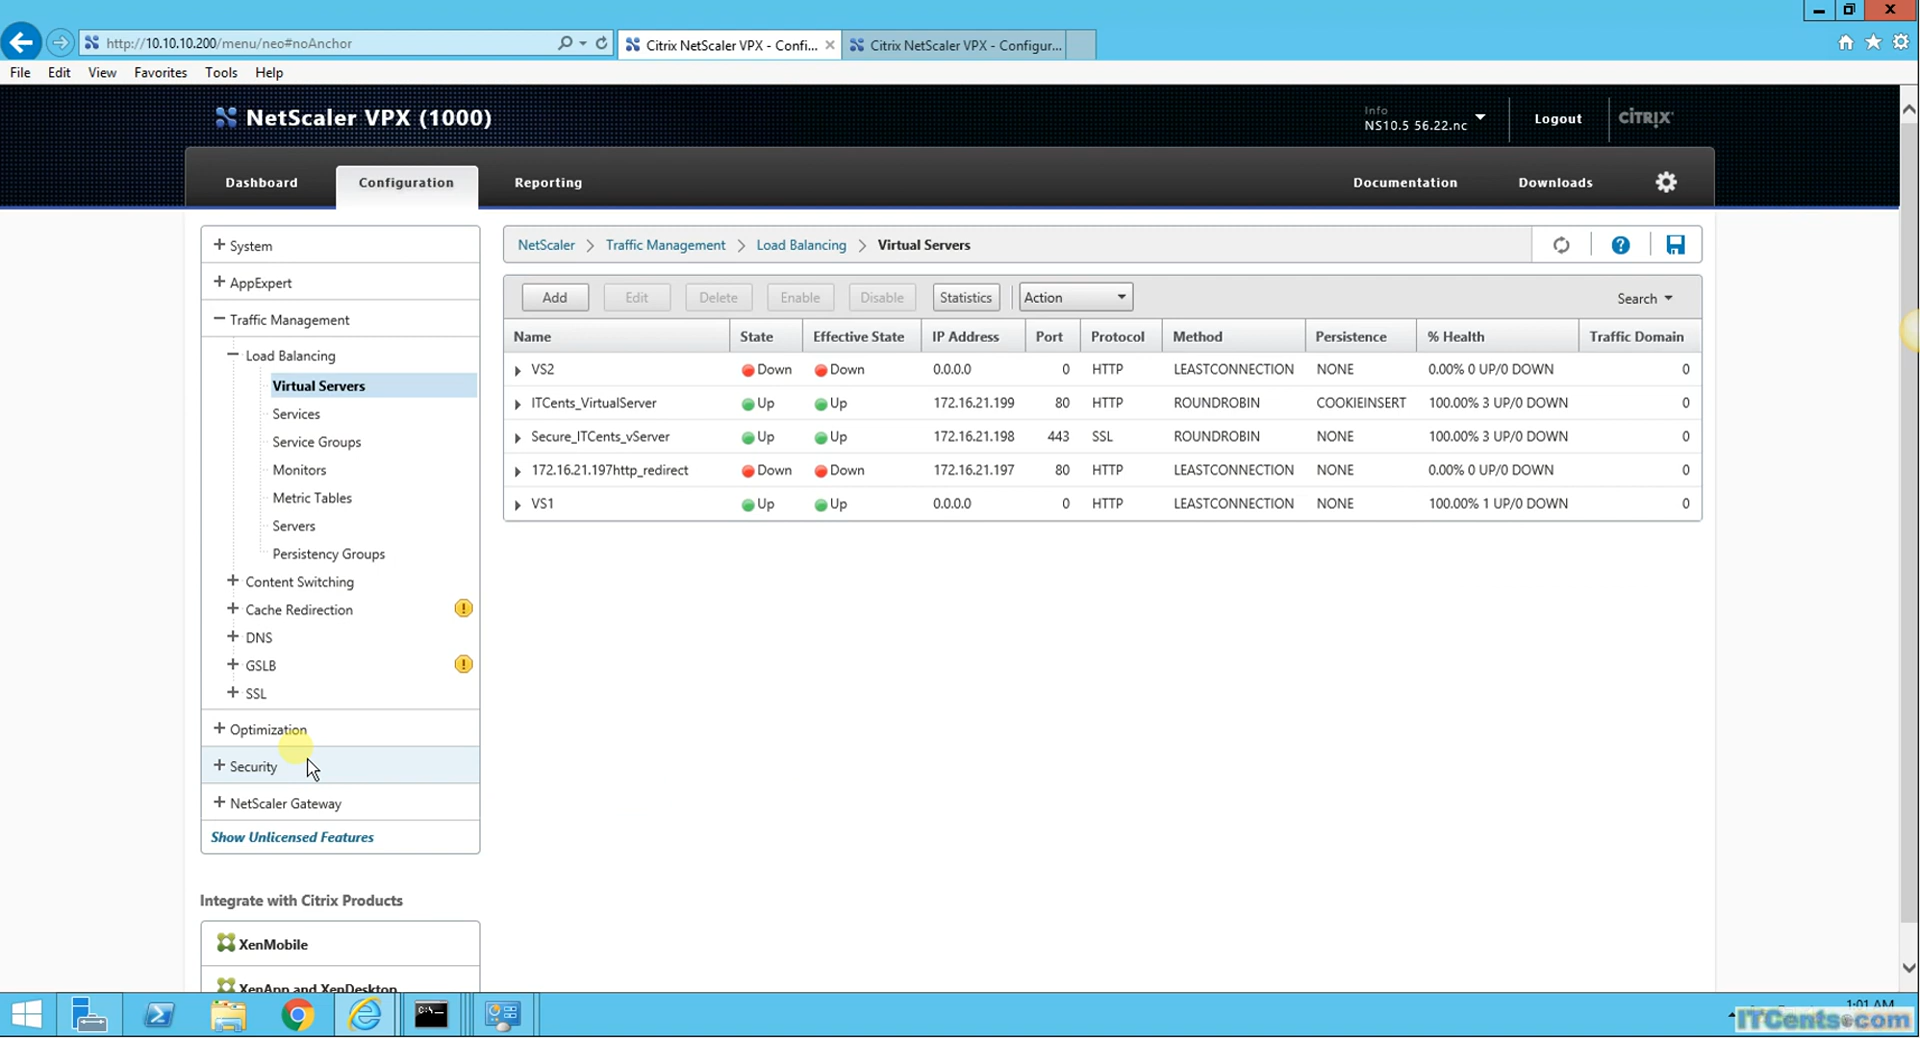 http://10.10.10.200/menu/neo#noAnchor
Citrix NetScaler VPX - Confi...
Citrix NetScaler VPX - Configur...
File Edit View Favorites Tools Help
NetScaler VPX (1000)
Info
NS10.5 56.22.nc
Logout
CITRIX
Dashboard Configuration Reporting Documentation Downloads
+ System
+ AppExpert
− Traffic Management
− Load Balancing
Virtual Servers
Services
Service Groups
Monitors
Metric Tables
Servers
Persistency Groups
+ Content Switching
+ Cache Redirection !
+ DNS
+ GSLB !
+ SSL
+ Optimization
+ Security
+ NetScaler Gateway
Show Unlicensed Features
Integrate with Citrix Products
XenMobile
XenApp and XenDesktop
NetScaler > Traffic Management > Load Balancing > Virtual Servers ?
Add Edit Delete Enable Disable Statistics Action Search
Name State Effective State IP Address Port Protocol Method Persistence % Health Traffic Domain
VS2 Down Down 0.0.0.0 0 HTTP LEASTCONNECTION NONE 0.00% 0 UP/0 DOWN 0
ITCents_VirtualServer Up Up 172.16.21.199 80 HTTP ROUNDROBIN COOKIEINSERT 100.00% 3 UP/0 DOWN 0
Secure_ITCents_vServer Up Up 172.16.21.198 443 SSL ROUNDROBIN NONE 100.00% 3 UP/0 DOWN 0
172.16.21.197http_redirect Down Down 172.16.21.197 80 HTTP LEASTCONNECTION NONE 0.00% 0 UP/0 DOWN 0
VS1 Up Up 0.0.0.0 0 HTTP LEASTCONNECTION NONE 100.00% 1 UP/0 DOWN 0
C:\
1:01 AM
ITCents.com